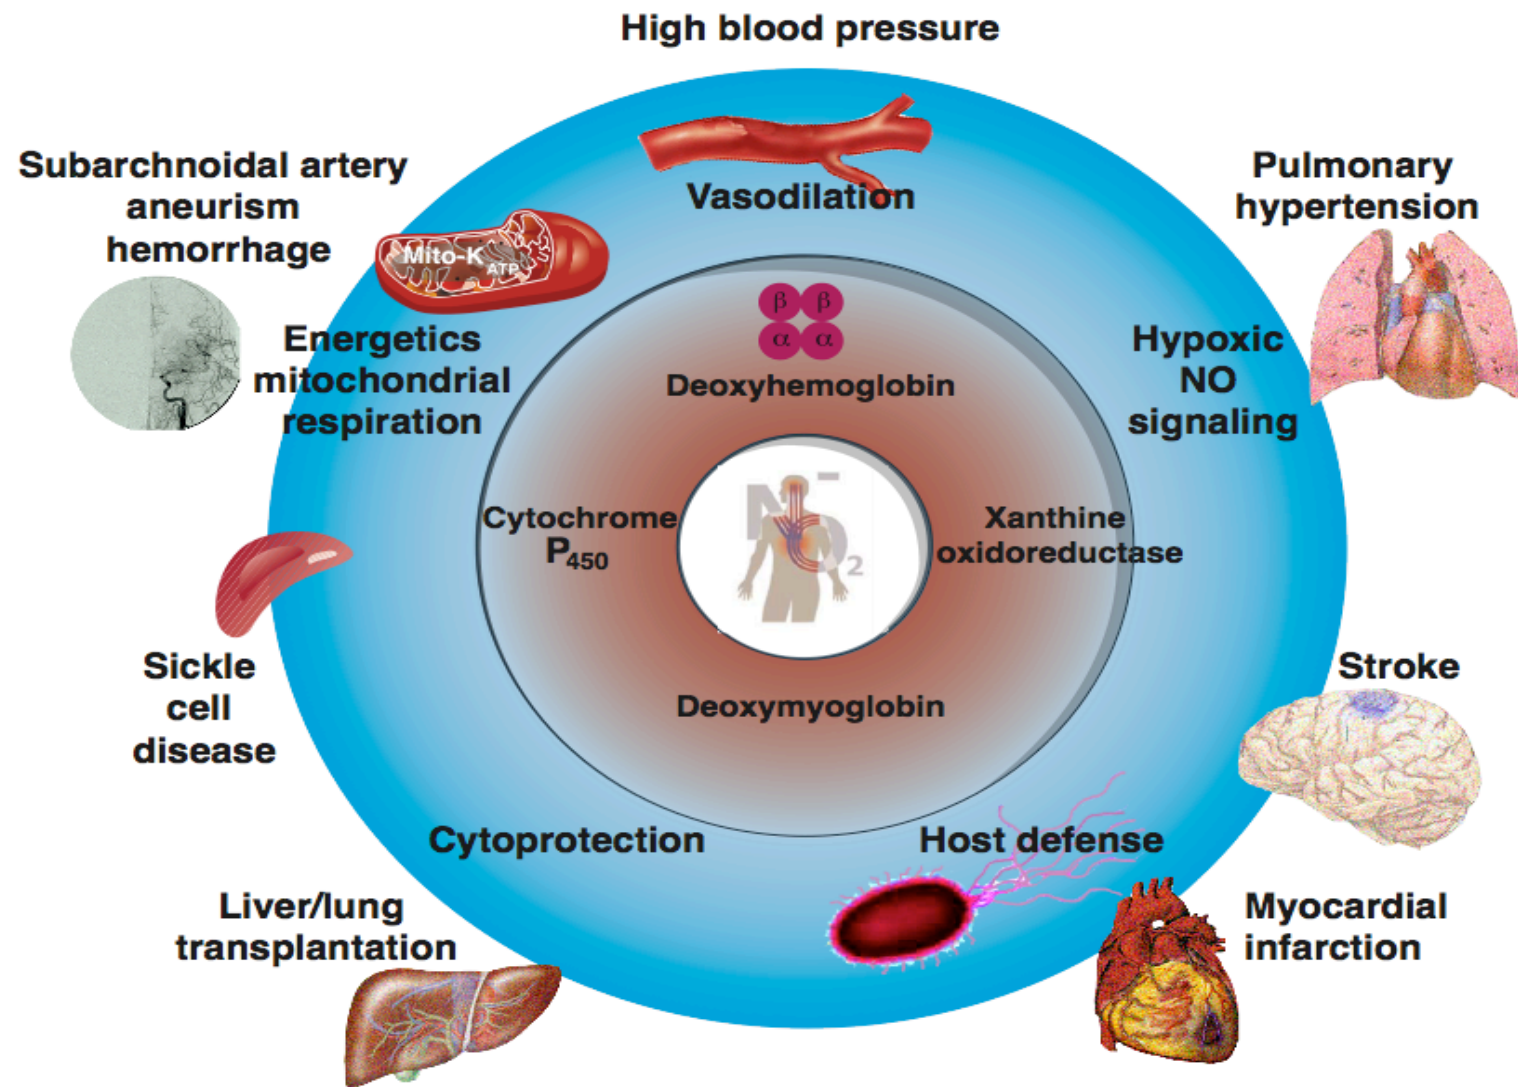 High blood pressure
Subarchnoidal artery
aneurism
hemorrhage
Pulmonary
hypertension
Vasodilation
Mito-K ATP
Energetics
mitochondrial
respiration
Hypoxic
NO
signaling
β β
α α
Deoxyhemoglobin
Cytochrome
P450
NO2-
Xanthine
oxidoreductase
Deoxymyoglobin
Sickle
cell
disease
Stroke
Cytoprotection
Host defense
Liver/lung
transplantation
Myocardial
infarction